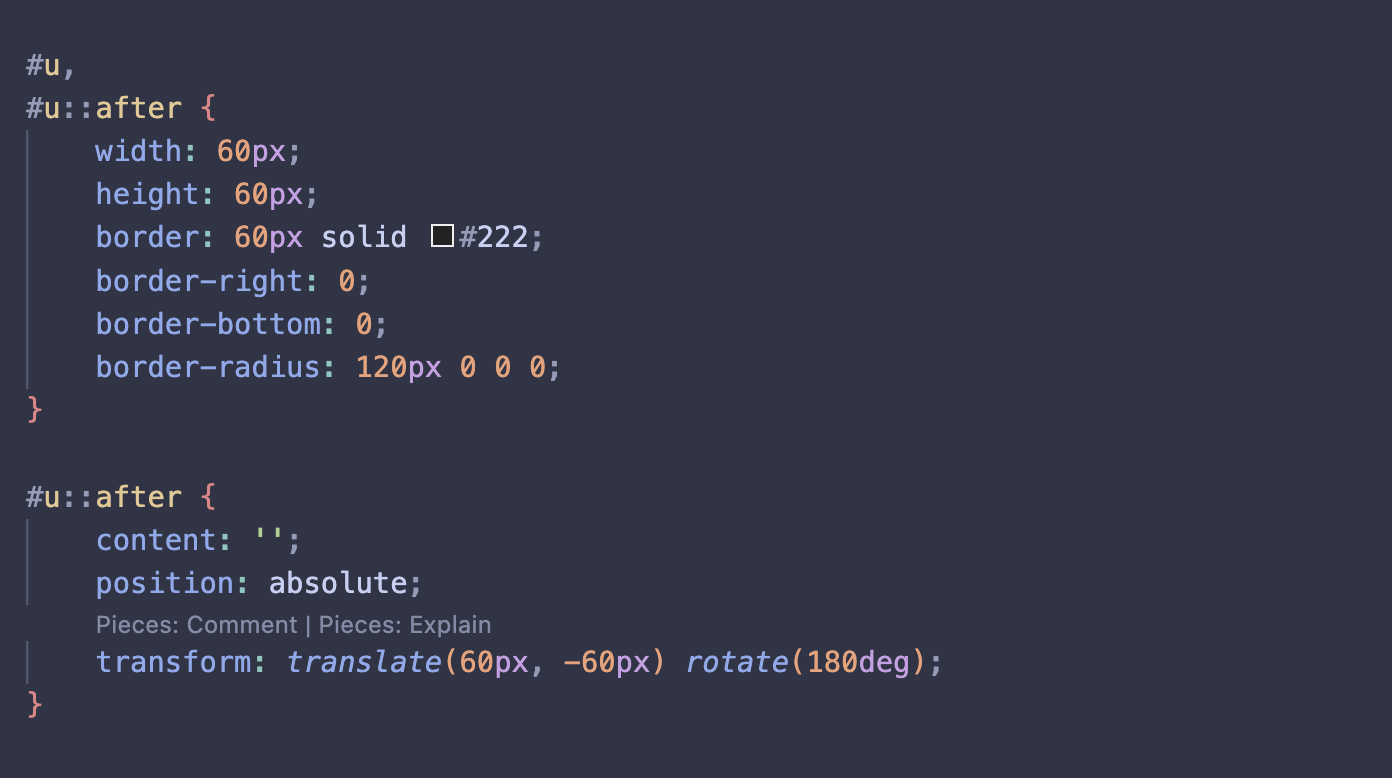 #u,
#u::after {
width: 60px;
height: 60px;
border: 60px solid #222;
border-right: 0;
border-bottom: 0;
border-radius: 120px 0 0 0;
}
#u::after {
content: '';
position: absolute;
Pieces: Comment | Pieces: Explain
transform: translate(60px, -60px) rotate(180deg);
}